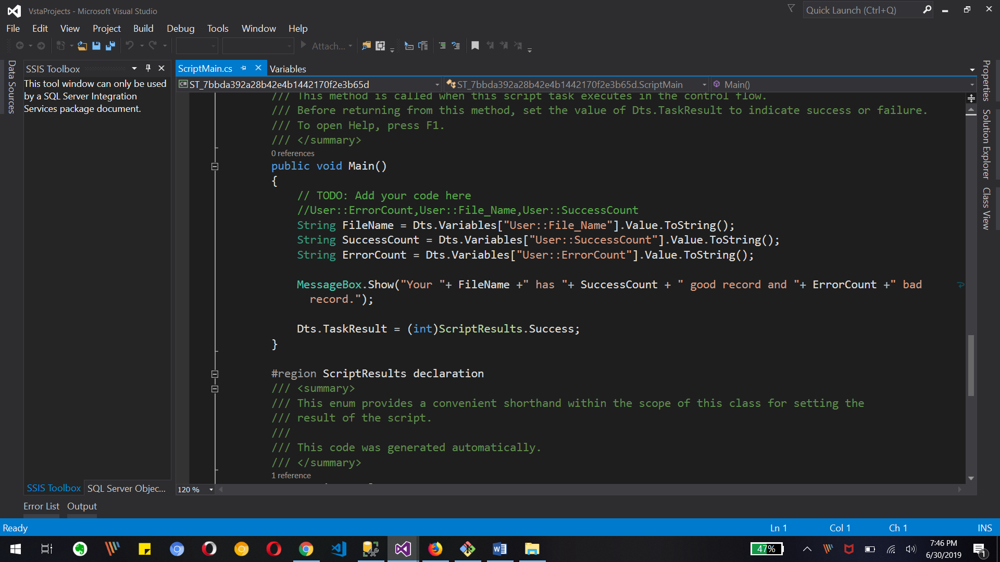 VstaProjects - Microsoft Visual Studio
Quick Launch (Ctrl+Q)
File Edit View Project Build Debug Tools Window Help
Attach...
Data Sources
SSIS Toolbox
This tool window can only be used
by a SQL Server Integration
Services package document.
ScriptMain.cs
Variables
C# ST_7bbda392a28b42e4b1442170f2e3b65d
ST_7bbda392a28b42e4b1442170f2e3b65d.ScriptMain
Main()
/// This method is called when this script task executes in the control flow.
/// Before returning from this method, set the value of Dts.TaskResult to indicate success or failure.
/// To open Help, press F1.
/// </summary>
0 references
public void Main()
{
// TODO: Add your code here
//User::ErrorCount,User::File_Name,User::SuccessCount
String FileName = Dts.Variables["User::File_Name"].Value.ToString();
String SuccessCount = Dts.Variables["User::SuccessCount"].Value.ToString();
String ErrorCount = Dts.Variables["User::ErrorCount"].Value.ToString();
MessageBox.Show("Your "+ FileName +" has "+ SuccessCount + " good record and "+ ErrorCount +" bad
record.");
Dts.TaskResult = (int)ScriptResults.Success;
}
#region ScriptResults declaration
/// <summary>
/// This enum provides a convenient shorthand within the scope of this class for setting the
/// result of the script.
///
/// This code was generated automatically.
/// </summary>
1 reference
Properties
Solution Explorer
Class View
SSIS Toolbox
SQL Server Objec...
120 %
Error List Output
Ready
Ln 1
Col 1
Ch 1
INS
47%
7:46 PM
6/30/2019
1